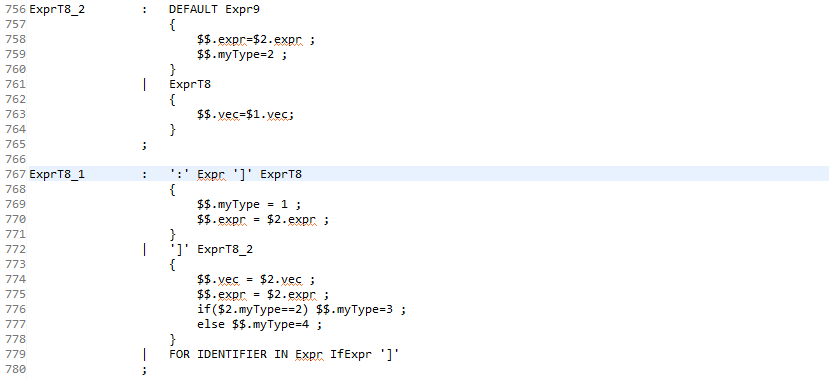 756 ExprT8_2        :   DEFAULT Expr9
757                     {
758                         $$.expr=$2.expr ;
759                         $$.myType=2 ;
760                     }
761                 |   ExprT8
762                     {
763                         $$.vec=$1.vec;
764                     }
765                 ;
766
767 ExprT8_1        :   ':' Expr ']' ExprT8
768                     {
769                         $$.myType = 1 ;
770                         $$.expr = $2.expr ;
771                     }
772                 |   ']' ExprT8_2
773                     {
774                         $$.vec = $2.vec ;
775                         $$.expr = $2.expr ;
776                         if($2.myType==2) $$.myType=3 ;
777                         else $$.myType=4 ;
778                     }
779                 |   FOR IDENTIFIER IN Expr IfExpr ']'
780                 ;